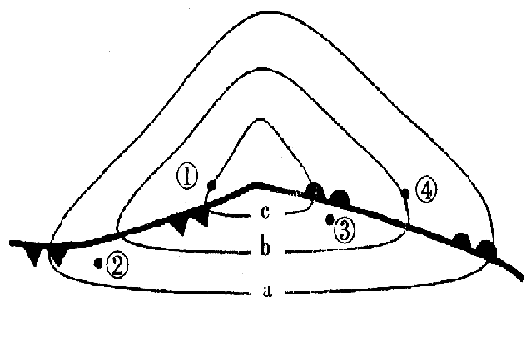 ① ④
c ③
b
② a